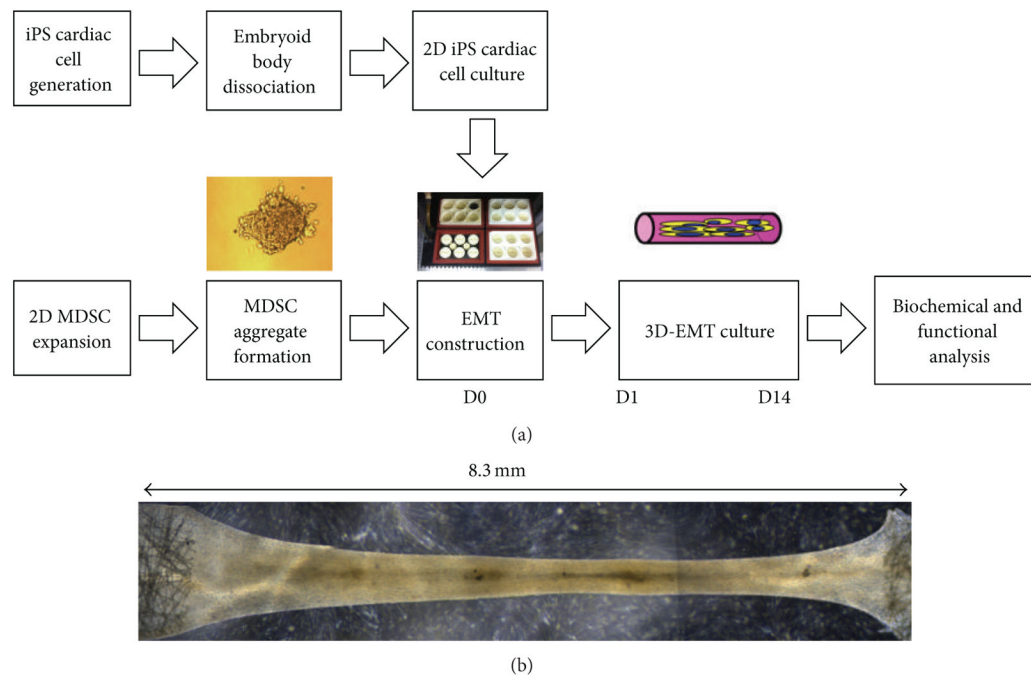 iPS cardiac
cell
generation
Embryoid
body
dissociation
2D iPS cardiac
cell culture
2D MDSC
expansion
MDSC
aggregate
formation
EMT
construction
3D-EMT culture
Biochemical and
functional
analysis
D0
D1
D14
(a)
8.3 mm
(b)